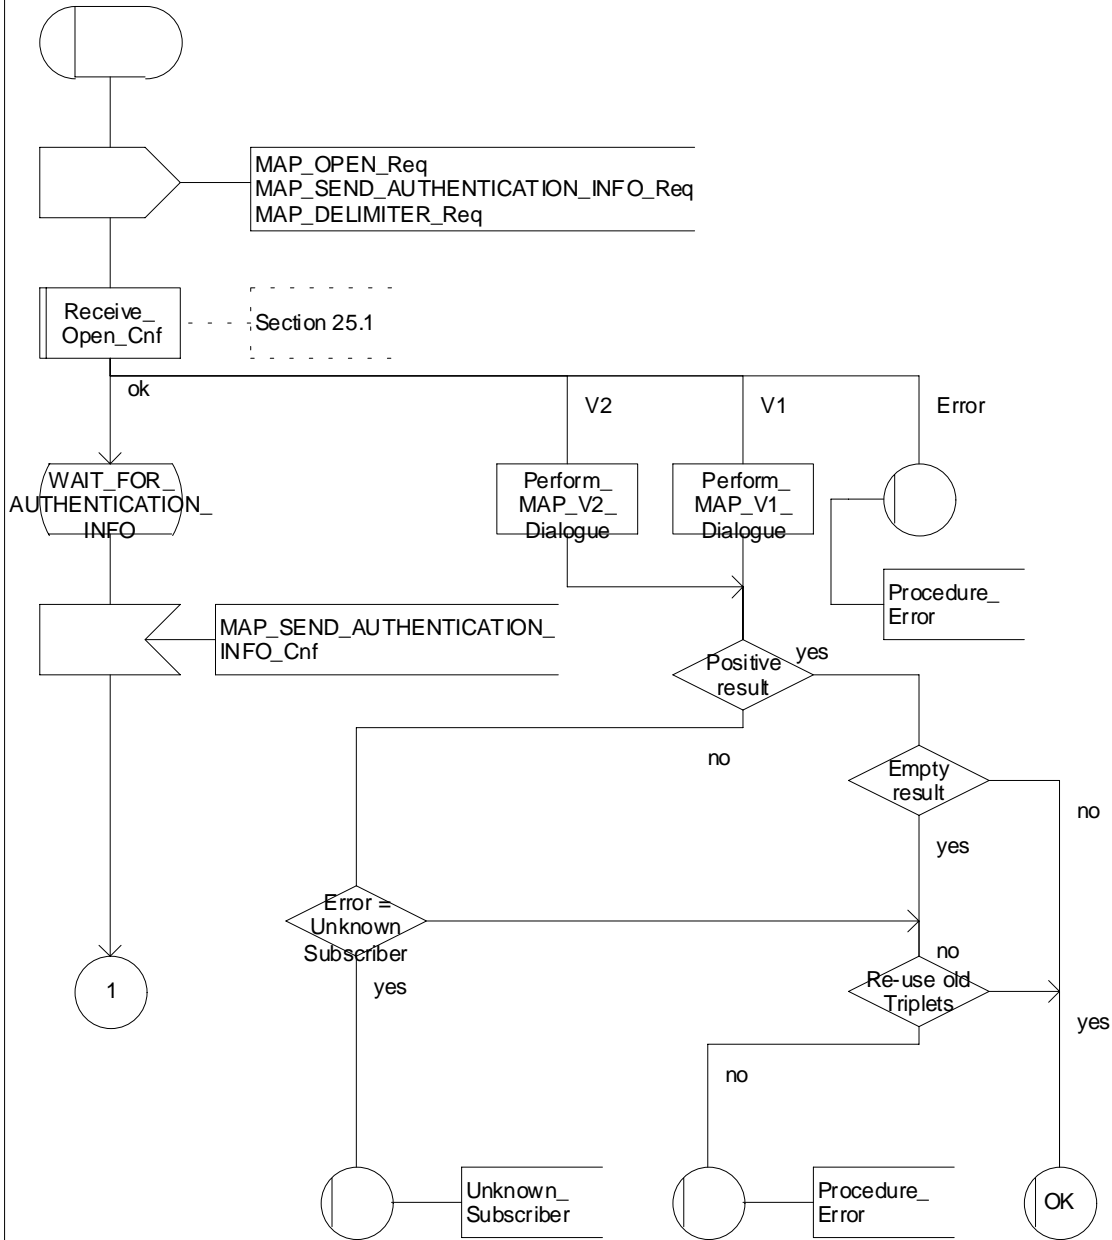 MAP_OPEN_Req
MAP_SEND_AUTHENTICATION_INFO_Req
MAP_DELIMITER_Req
Receive_
Open_Cnf
Section 25.1
ok
V2
V1
Error
WAIT_FOR_
AUTHENTICATION_
INFO
Perform_
MAP_V2_
Dialogue
Perform_
MAP_V1_
Dialogue
Procedure_
Error
MAP_SEND_AUTHENTICATION_
INFO_Cnf
Positive
result
yes
no
Empty
result
no
yes
Error =
Unknown
Subscriber
no
yes
Re-use old
Triplets
yes
no
1
Unknown_
Subscriber
Procedure_
Error
OK